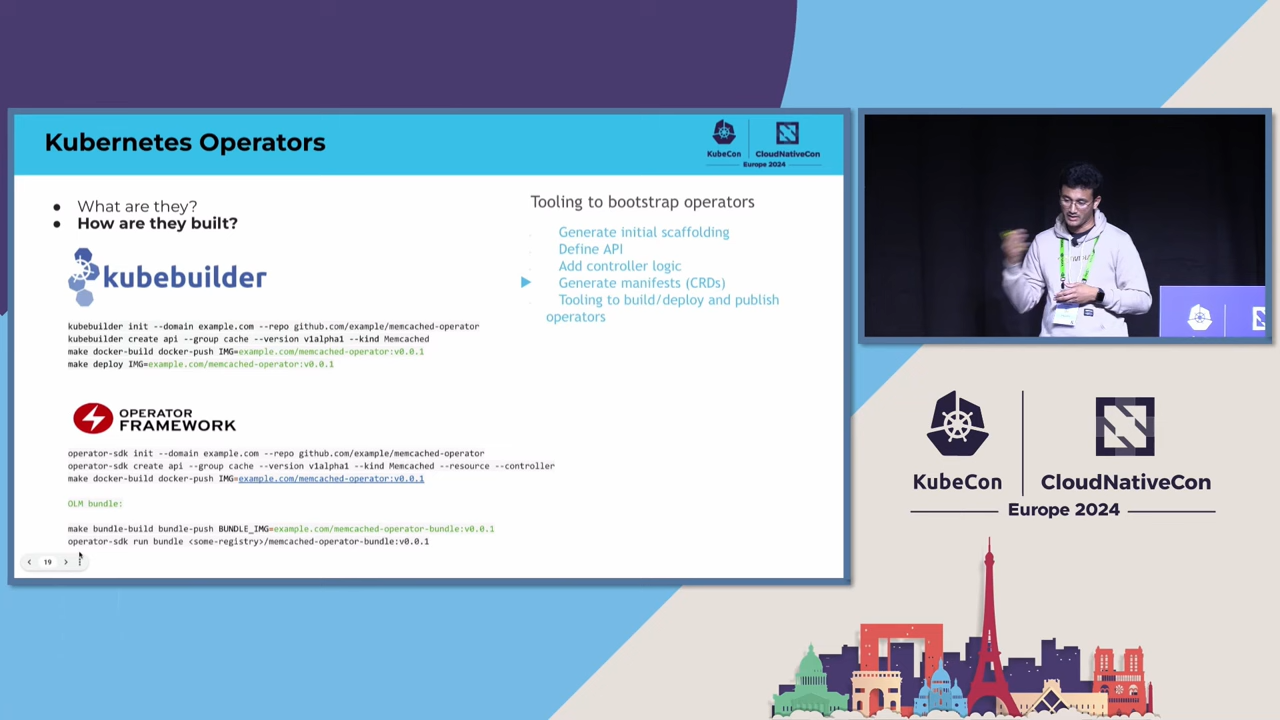 Kubernetes Operators
KubeCon
CloudNativeCon
Europe 2024
● What are they?
● How are they built?
kubebuilder
kubebuilder init --domain example.com --repo github.com/example/memcached-operator
kubebuilder create api --group cache --version v1alpha1 --kind Memcached
make docker-build docker-push IMG=example.com/memcached-operator:v0.0.1
make deploy IMG=example.com/memcached-operator:v0.0.1
OPERATOR
FRAMEWORK
operator-sdk init --domain example.com --repo github.com/example/memcached-operator
operator-sdk create api --group cache --version v1alpha1 --kind Memcached --resource --controller
make docker-build docker-push IMG=example.com/memcached-operator:v0.0.1
OLM bundle:
make bundle-build bundle-push BUNDLE_IMG=example.com/memcached-operator-bundle:v0.0.1
operator-sdk run bundle <some-registry>/memcached-operator-bundle:v0.0.1
19
Tooling to bootstrap operators
Generate initial scaffolding
Define API
Add controller logic
Generate manifests (CRDs)
Tooling to build/deploy and publish
operators
KubeCon
CloudNativeCon
Europe 2024